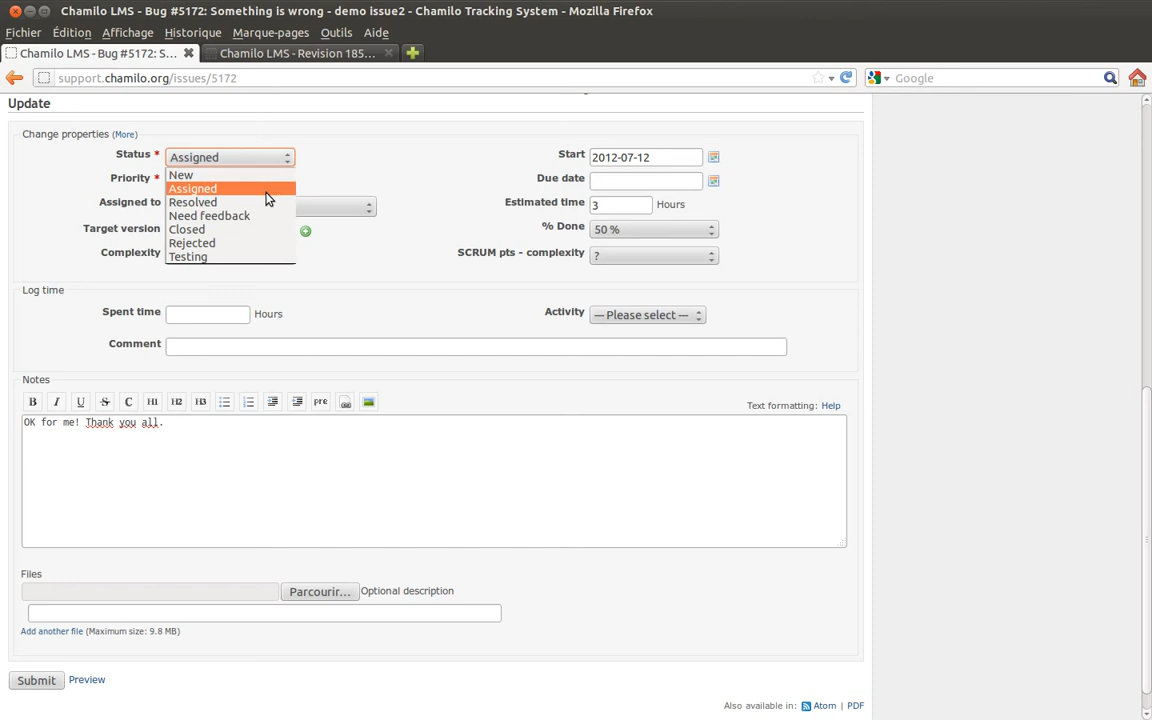 Chamilo LMS - Bug #5172: Something is wrong - demo issue2 - Chamilo Tracking System - Mozilla Firefox
Fichier Édition Affichage Historique Marque-pages Outils Aide
Chamilo LMS - Bug #5172: S... Chamilo LMS - Revision 185...
support.chamilo.org/issues/5172 Google
Update
Change properties (More)
Status * Assigned Start 2012-07-12
New
Priority * Assigned Due date
Assigned to Resolved Estimated time 3 Hours
Need feedback
Target version Closed % Done 50 %
Rejected
Complexity Testing SCRUM pts - complexity ?
Log time
Spent time Hours Activity — Please select —
Comment
Notes
B I U S C H1 H2 H3 pre Text formatting: Help
OK for me! Thank you all.
Files
Parcourir... Optional description
Add another file (Maximum size: 9.8 MB)
Submit Preview
Also available in: Atom | PDF